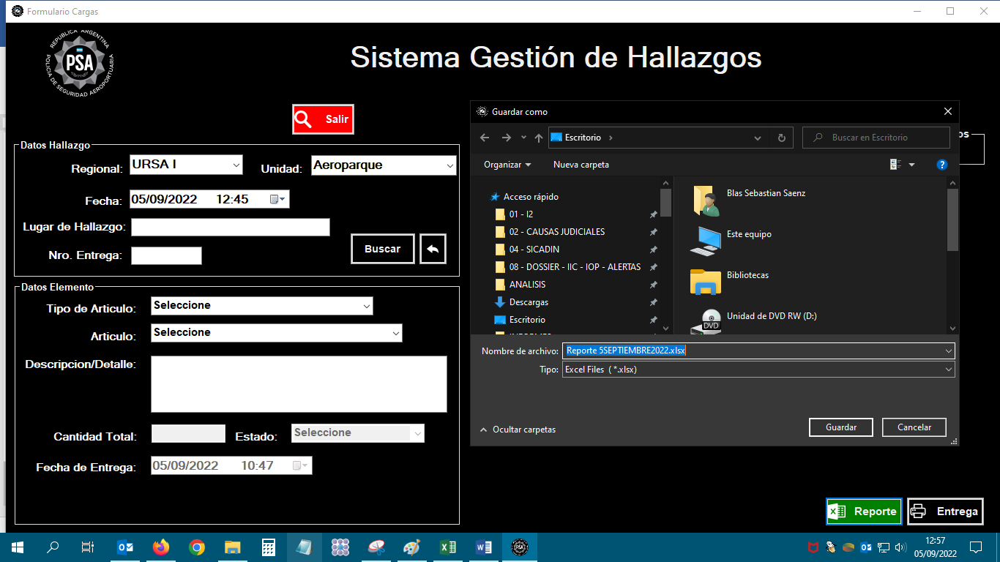 Formulario Cargas
REPUBLICA ARGENTINA
PSA
POLICIA DE SEGURIDAD AEROPORTUARIA
Sistema Gestión de Hallazgos
Salir
Datos Hallazgo
Regional: URSA I Unidad: Aeroparque
Fecha: 05/09/2022 12:45
Lugar de Hallazgo:
Nro. Entrega:
Buscar
Datos Elemento
Tipo de Articulo: Seleccione
Articulo: Seleccione
Descripcion/Detalle:
Cantidad Total: Estado: Seleccione
Fecha de Entrega: 05/09/2022 10:47
Guardar como
Escritorio
Buscar en Escritorio
os
Organizar Nueva carpeta
Acceso rápido
01 - I2
02 - CAUSAS JUDICIALES
04 - SICADIN
08 - DOSSIER - IIC - IOP - ALERTAS
ANALISIS
Descargas
Escritorio
Blas Sebastian Saenz
Este equipo
Bibliotecas
DVD
Unidad de DVD RW (D:)
Nombre de archivo: Reporte 5SEPTIEMBRE2022.xlsx
Tipo: Excel Files ( *.xlsx)
Ocultar carpetas
Guardar Cancelar
Reporte Entrega
12:57
05/09/2022